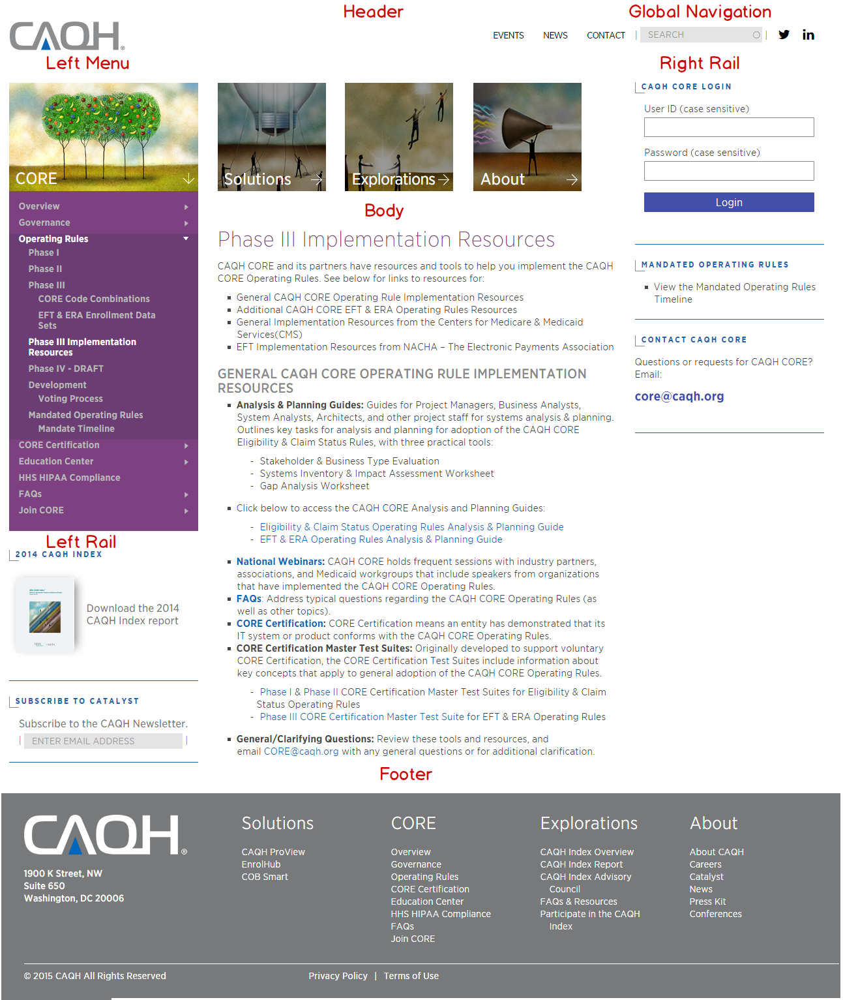 Header
Global Navigation
CAQH®
EVENTS NEWS CONTACT | SEARCH |
Left Menu
Right Rail
CORE
Solutions
Explorations
About
Overview
Governance
Operating Rules
Phase I
Phase II
Phase III
CORE Code Combinations
EFT & ERA Enrollment Data
Sets
Phase III Implementation
Resources
Phase IV - DRAFT
Development
Voting Process
Mandated Operating Rules
Mandate Timeline
CORE Certification
Education Center
HHS HIPAA Compliance
FAQs
Join CORE
Left Rail
2014 CAQH INDEX
Download the 2014
CAQH Index report
SUBSCRIBE TO CATALYST
Subscribe to the CAQH Newsletter.
| ENTER EMAIL ADDRESS |
Body
Phase III Implementation Resources
CAQH CORE and its partners have resources and tools to help you implement the CAQH
CORE Operating Rules. See below for links to resources for:
General CAQH CORE Operating Rule Implementation Resources
Additional CAQH CORE EFT & ERA Operating Rules Resources
General Implementation Resources from the Centers for Medicare & Medicaid
Services(CMS)
EFT Implementation Resources from NACHA – The Electronic Payments Association
GENERAL CAQH CORE OPERATING RULE IMPLEMENTATION
RESOURCES
Analysis & Planning Guides: Guides for Project Managers, Business Analysts,
System Analysts, Architects, and other project staff for systems analysis & planning.
Outlines key tasks for analysis and planning for adoption of the CAQH CORE
Eligibility & Claim Status Rules, with three practical tools:
- Stakeholder & Business Type Evaluation
- Systems Inventory & Impact Assessment Worksheet
- Gap Analysis Worksheet
Click below to access the CAQH CORE Analysis and Planning Guides:
- Eligibility & Claim Status Operating Rules Analysis & Planning Guide
- EFT & ERA Operating Rules Analysis & Planning Guide
National Webinars: CAQH CORE holds frequent sessions with industry partners,
associations, and Medicaid workgroups that include speakers from organizations
that have implemented the CAQH CORE Operating Rules.
FAQs: Address typical questions regarding the CAQH CORE Operating Rules (as
well as other topics).
CORE Certification: CORE Certification means an entity has demonstrated that its
IT system or product conforms with the CAQH CORE Operating Rules.
CORE Certification Master Test Suites: Originally developed to support voluntary
CORE Certification, the CORE Certification Test Suites include information about
key concepts that apply to general adoption of the CAQH CORE Operating Rules.
- Phase I & Phase II CORE Certification Master Test Suites for Eligibility & Claim
Status Operating Rules
- Phase III CORE Certification Master Test Suite for EFT & ERA Operating Rules
General/Clarifying Questions: Review these tools and resources, and
email CORE@caqh.org with any general questions or for additional clarification.
CAQH CORE LOGIN
User ID (case sensitive)
Password (case sensitive)
Login
MANDATED OPERATING RULES
View the Mandated Operating Rules
Timeline
CONTACT CAQH CORE
Questions or requests for CAQH CORE?
Email:
core@caqh.org
Footer
CAQH®
1900 K Street, NW
Suite 650
Washington, DC 20006
Solutions
CAQH ProView
EnrolHub
COB Smart
CORE
Overview
Governance
Operating Rules
CORE Certification
Education Center
HHS HIPAA Compliance
FAQs
Join CORE
Explorations
CAQH Index Overview
CAQH Index Report
CAQH Index Advisory
Council
FAQs & Resources
Participate in the CAQH
Index
About
About CAQH
Careers
Catalyst
News
Press Kit
Conferences
© 2015 CAQH All Rights Reserved
Privacy Policy | Terms of Use